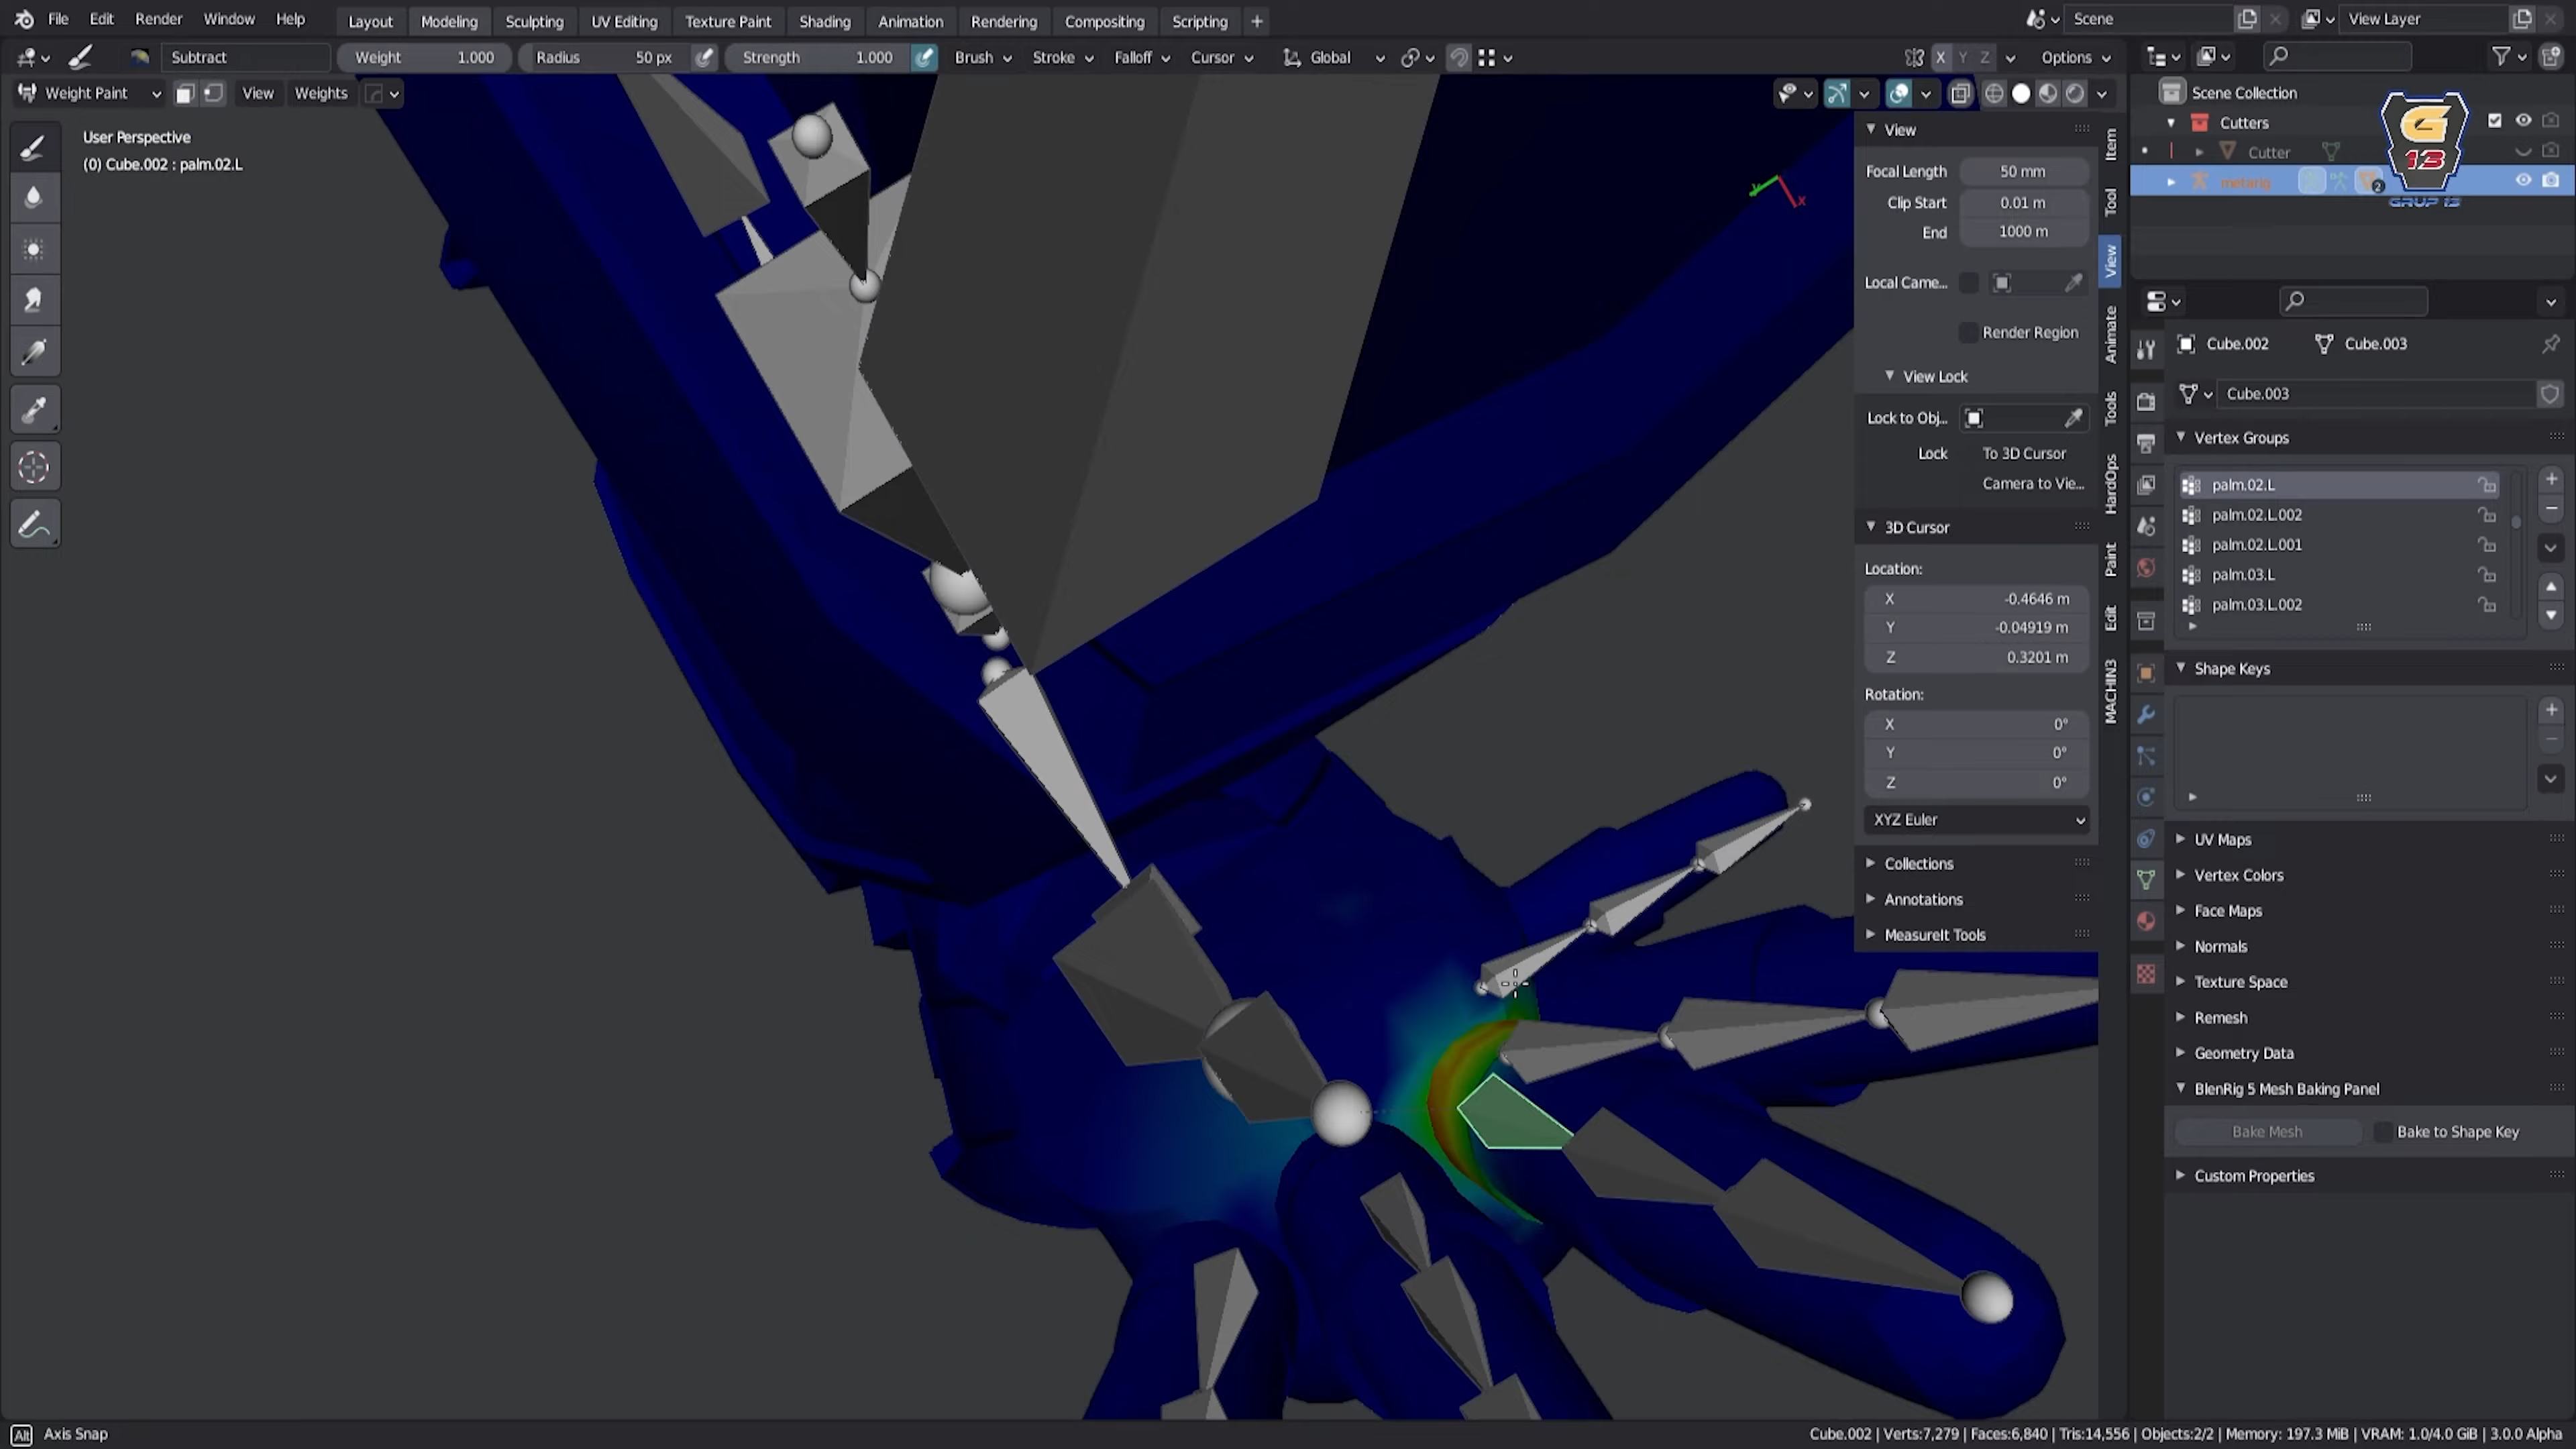 File Edit Render Window Help Layout Modeling Sculpting UV Editing Texture Paint Shading Animation Rendering Compositing Scripting + Scene View Layer
Subtract Weight 1.000 Radius 50 px Strength 1.000 Brush Stroke Falloff Cursor Global X Y Z Options
Weight Paint View Weights
User Perspective
(0) Cube.002 : palm.02.L
View
Focal Length 50 mm
Clip Start 0.01 m
End 1000 m
Local Came...
Render Region
View Lock
Lock to Obj...
Lock To 3D Cursor
Camera to Vie...
3D Cursor
Location:
X -0.4646 m
Y -0.04919 m
Z 0.3201 m
Rotation:
X 0°
Y 0°
Z 0°
XYZ Euler
Collections
Annotations
MeasureIt Tools
Item
Tool
View
Animate
Tools
HardOps
Paint
Edit
MACHIN3
Y
X
Scene Collection
Cutters
Cutter
metarig
2
G
13
GRUP 13
Cube.002 Cube.003
Cube.003
Vertex Groups
palm.02.L
palm.02.L.002
palm.02.L.001
palm.03.L
palm.03.L.002
Shape Keys
UV Maps
Vertex Colors
Face Maps
Normals
Texture Space
Remesh
Geometry Data
BlenRig 5 Mesh Baking Panel
Bake Mesh Bake to Shape Key
Custom Properties
Alt Axis Snap
Cube.002 | Verts:7,279 | Faces:6,840 | Tris:14,556 | Objects:2/2 | Memory: 197.3 MiB | VRAM: 1.0/4.0 GiB | 3.0.0 Alpha